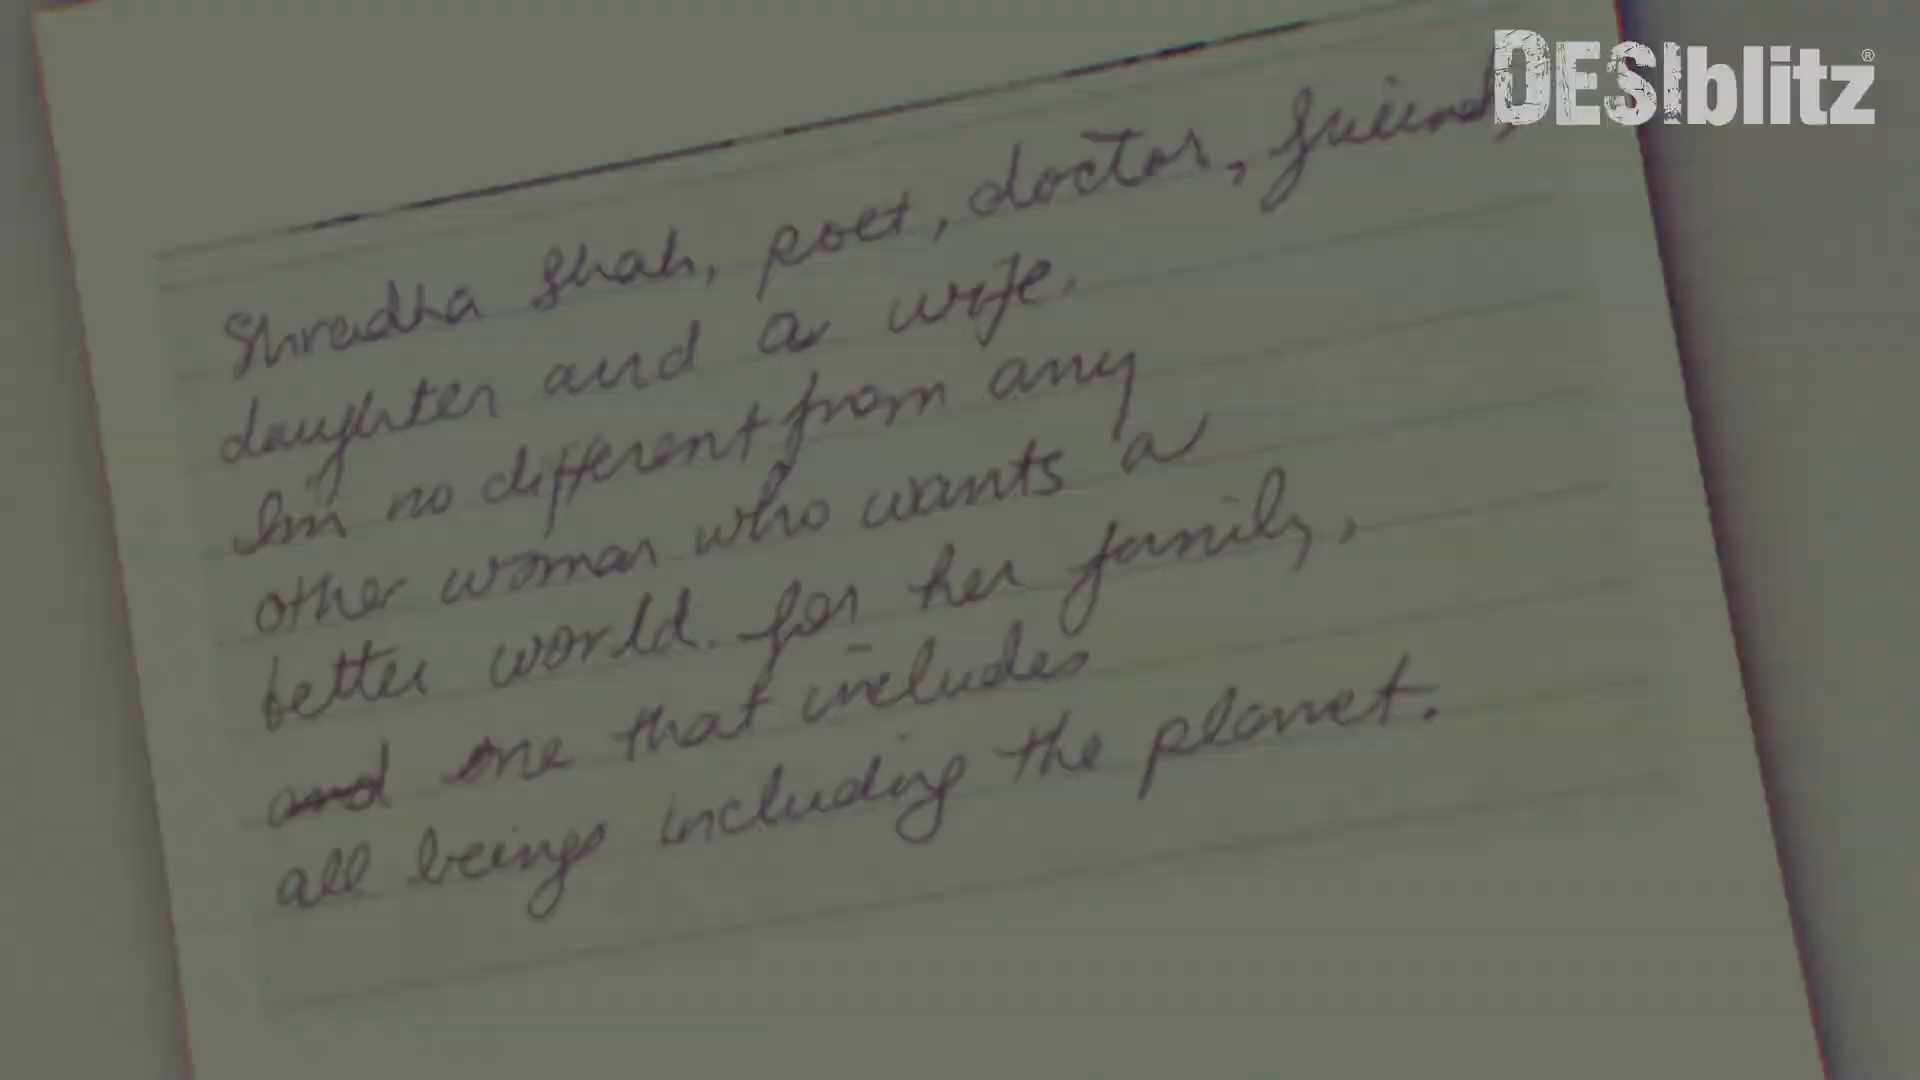 DESIblitz®
Shradha Shah, poet, doctor, friend,
daughter and a wife.
Im no different from any
other woman who wants a
better world for her family,
and one that includes
all beings including the planet.